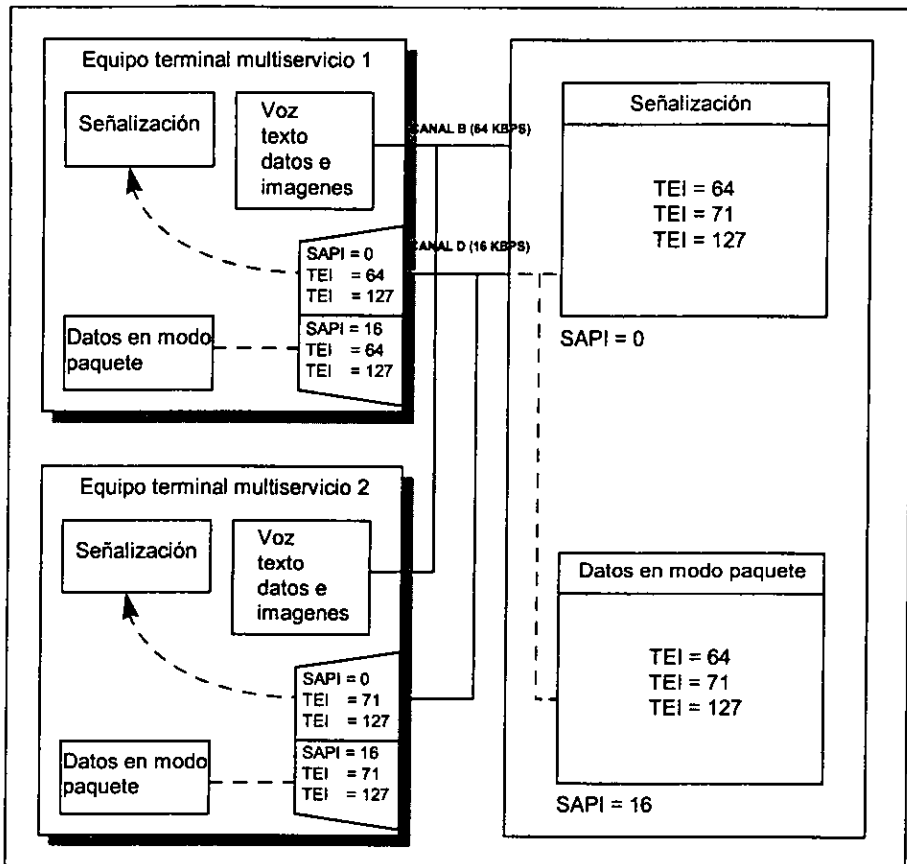 Equipo terminal multiservicio 1
Señalización
Voz
texto
datos e
imagenes
SAPI = 0
TEI = 64
TEI = 127
SAPI = 16
TEI = 64
TEI = 127
Datos en modo
paquete
CANAL B (64 KBPS)
CANAL D (16 KBPS)
Señalización
TEI = 64
TEI = 71
TEI = 127
SAPI = 0
Equipo terminal multiservicio 2
Señalización
Voz
texto
datos e
imagenes
SAPI = 0
TEI = 71
TEI = 127
SAPI = 16
TEI = 71
TEI = 127
Datos en modo
paquete
Datos en modo paquete
TEI = 64
TEI = 71
TEI = 127
SAPI = 16